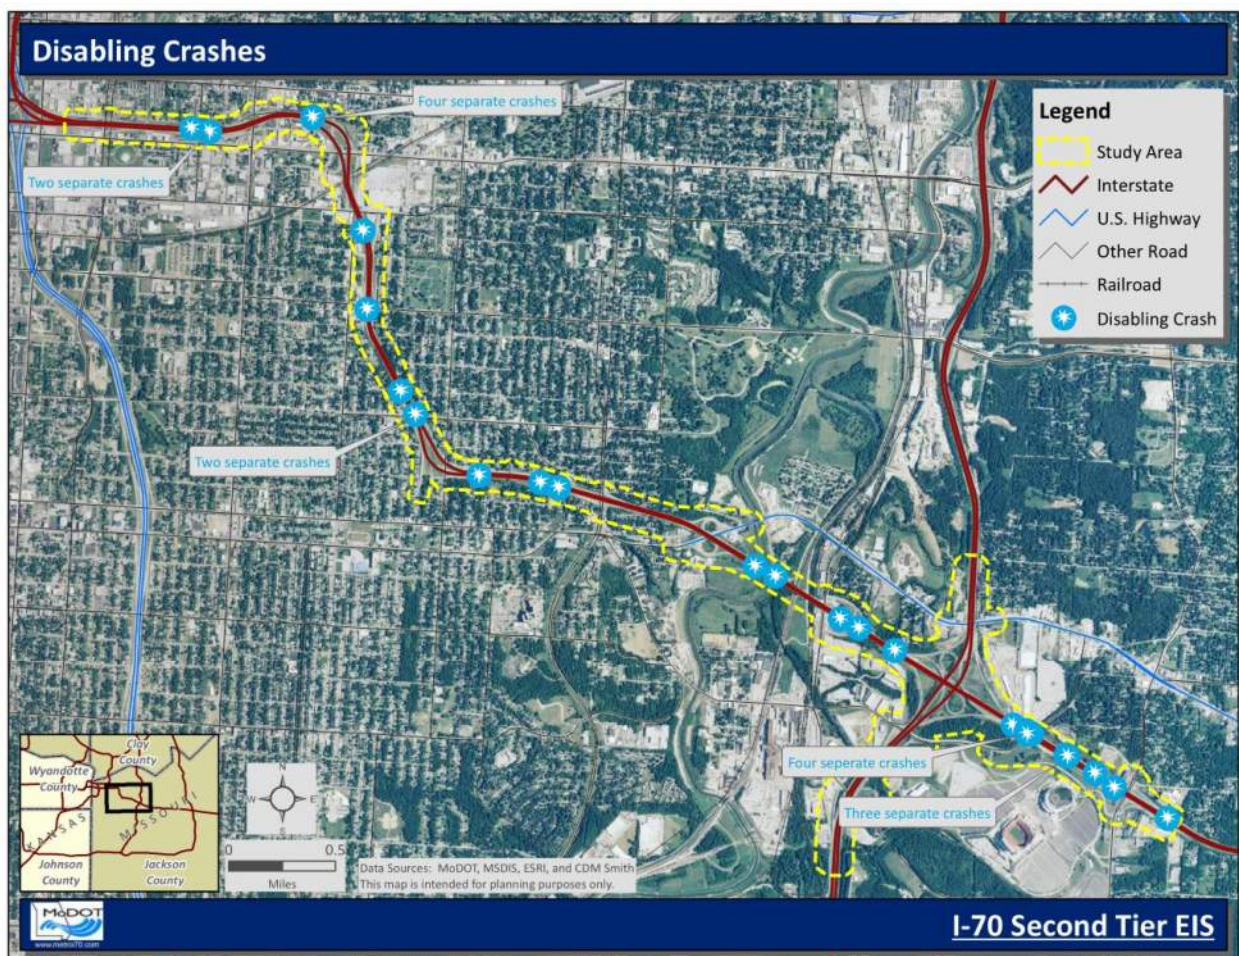 Disabling Crashes
Four separate crashes
Two separate crashes
Legend
Study Area
Interstate
U.S. Highway
Other Road
Railroad
Disabling Crash
Two separate crashes
Four seperate crashes
Three separate crashes
Clay
County
Wyandotte
County
KANSAS
MISSOURI
Johnson
County
Jackson
County
N
W
E
S
0
0.5
Miles
Data Sources: MoDOT, MSDIS, ESRI, and CDM Smith
This map is intended for planning purposes only.
MoDOT
www.metroi70.com
I-70 Second Tier EIS